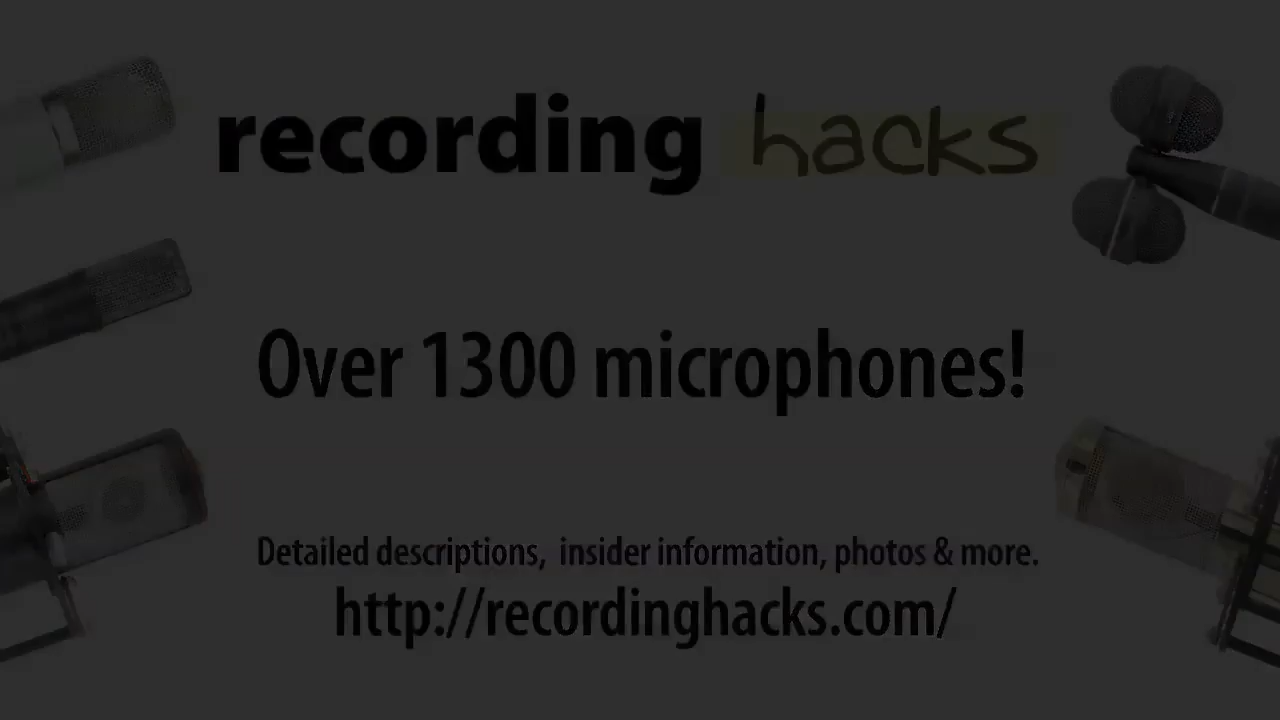 recording hacks
Over 1300 microphones!
Detailed descriptions, insider information, photos & more.
http://recordinghacks.com/